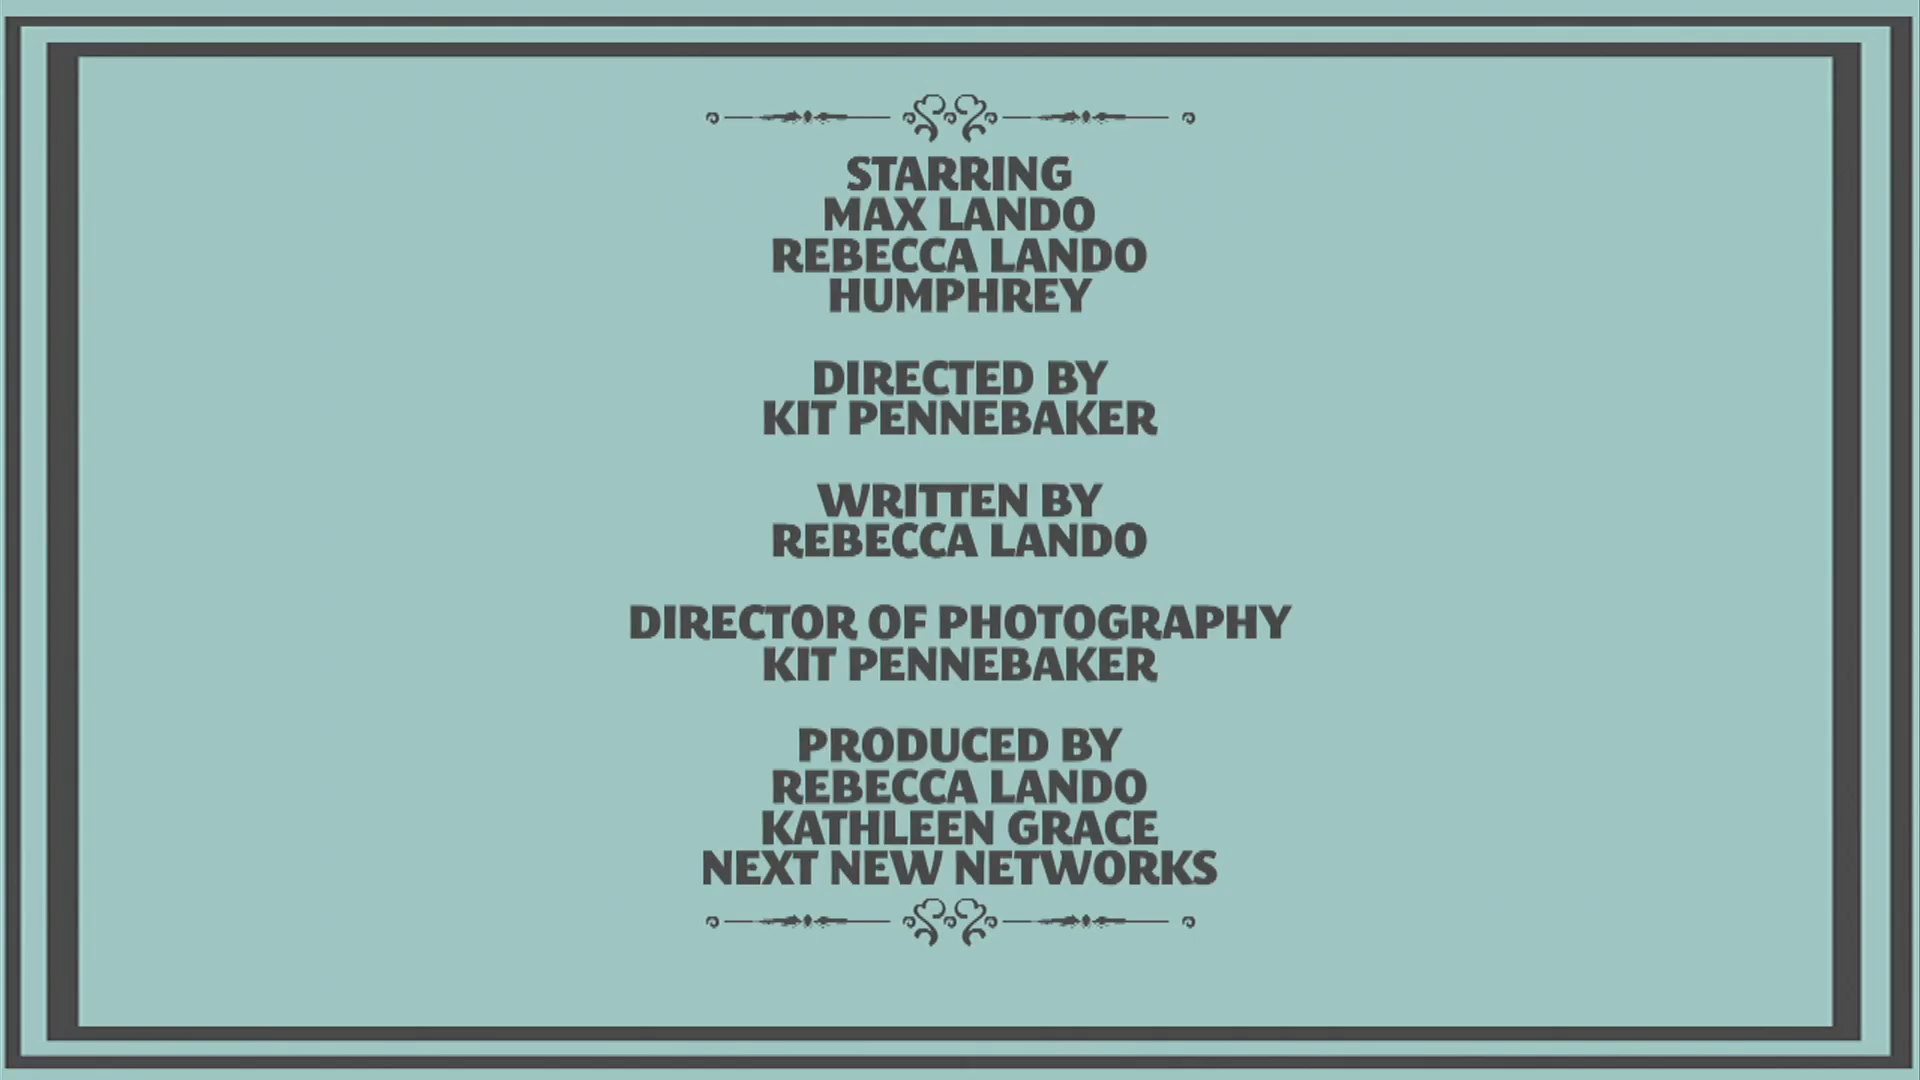 STARRING
MAX LANDO
REBECCA LANDO
HUMPHREY
DIRECTED BY
KIT PENNEBAKER
WRITTEN BY
REBECCA LANDO
DIRECTOR OF PHOTOGRAPHY
KIT PENNEBAKER
PRODUCED BY
REBECCA LANDO
KATHLEEN GRACE
NEXT NEW NETWORKS